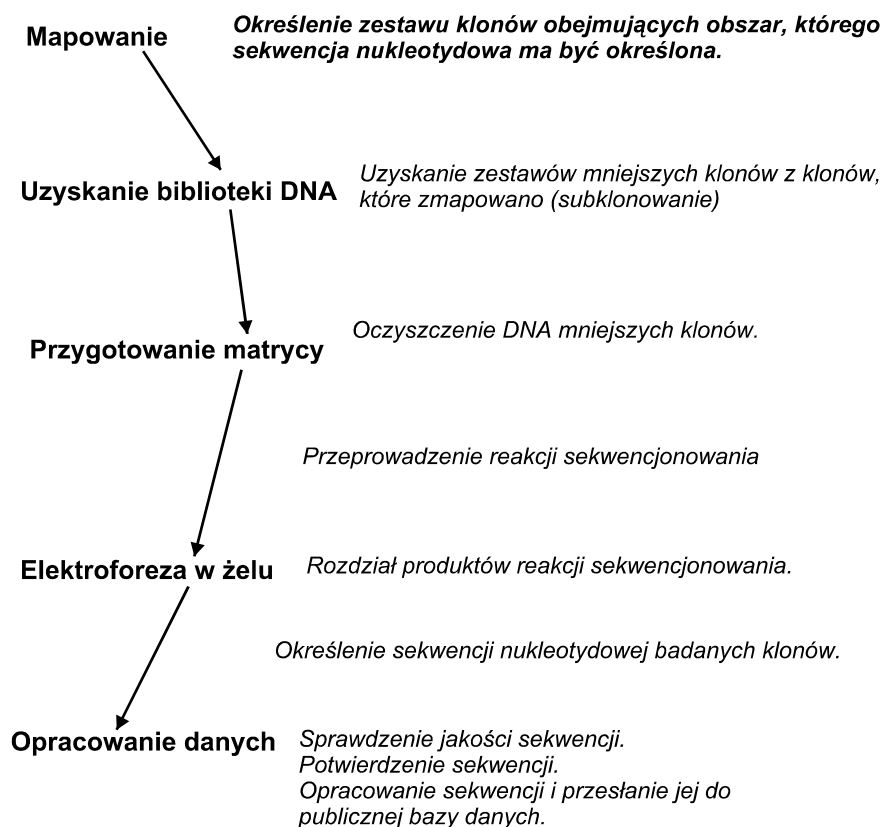 Mapowanie
Określenie zestawu klonów obejmujących obszar, którego
sekwencja nukleotydowa ma być określona.
Uzyskanie biblioteki DNA
Uzyskanie zestawów mniejszych klonów z klonów,
które zmapowano (subklonowanie)
Przygotowanie matrycy
Oczyszczenie DNA mniejszych klonów.
Przeprowadzenie reakcji sekwencjonowania
Elektroforeza w żelu
Rozdział produktów reakcji sekwencjonowania.
Określenie sekwencji nukleotydowej badanych klonów.
Opracowanie danych
Sprawdzenie jakości sekwencji.
Potwierdzenie sekwencji.
Opracowanie sekwencji i przesłanie jej do
publicznej bazy danych.